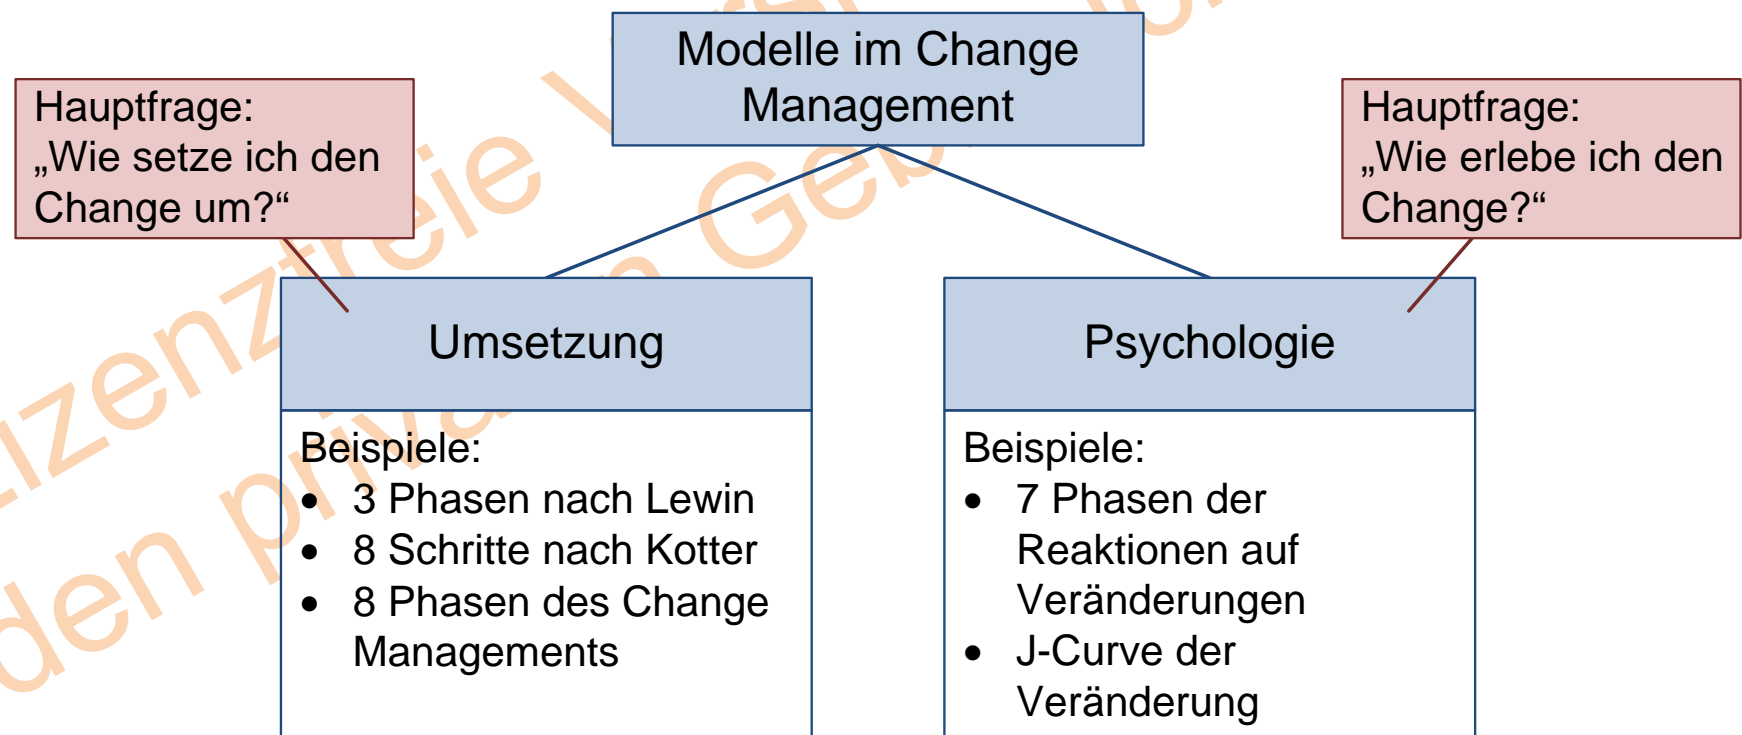 Modelle im Change
Management
Hauptfrage:
„Wie setze ich den
Change um?“
Hauptfrage:
„Wie erlebe ich den
Change?“
Umsetzung
Beispiele:
• 3 Phasen nach Lewin
• 8 Schritte nach Kotter
• 8 Phasen des Change
Managements
Psychologie
Beispiele:
• 7 Phasen der
Reaktionen auf
Veränderungen
• J-Curve der
Veränderung